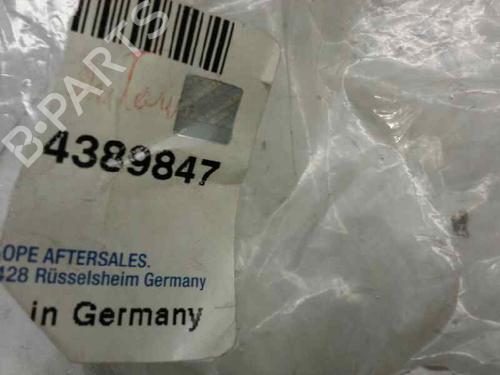 B-PARTS
4389847
OPE AFTERSALES.
428 Rüsselsheim Germany
in Germany